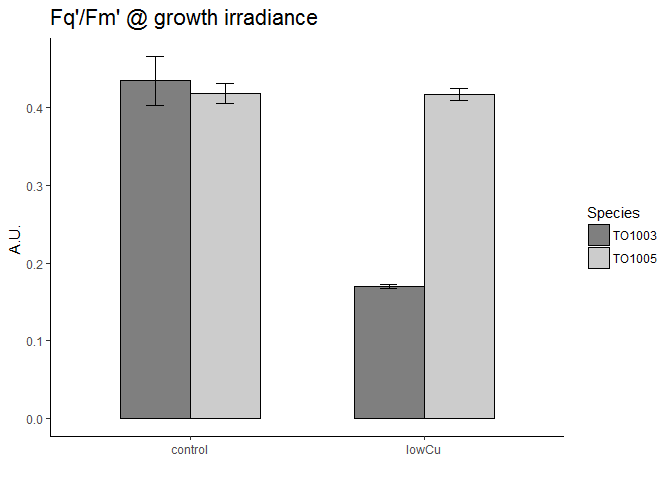 Fq'/Fm' @ growth irradiance
0.4
0.3
0.2
0.1
0.0
A.U.
control
lowCu
Species
TO1003
TO1005